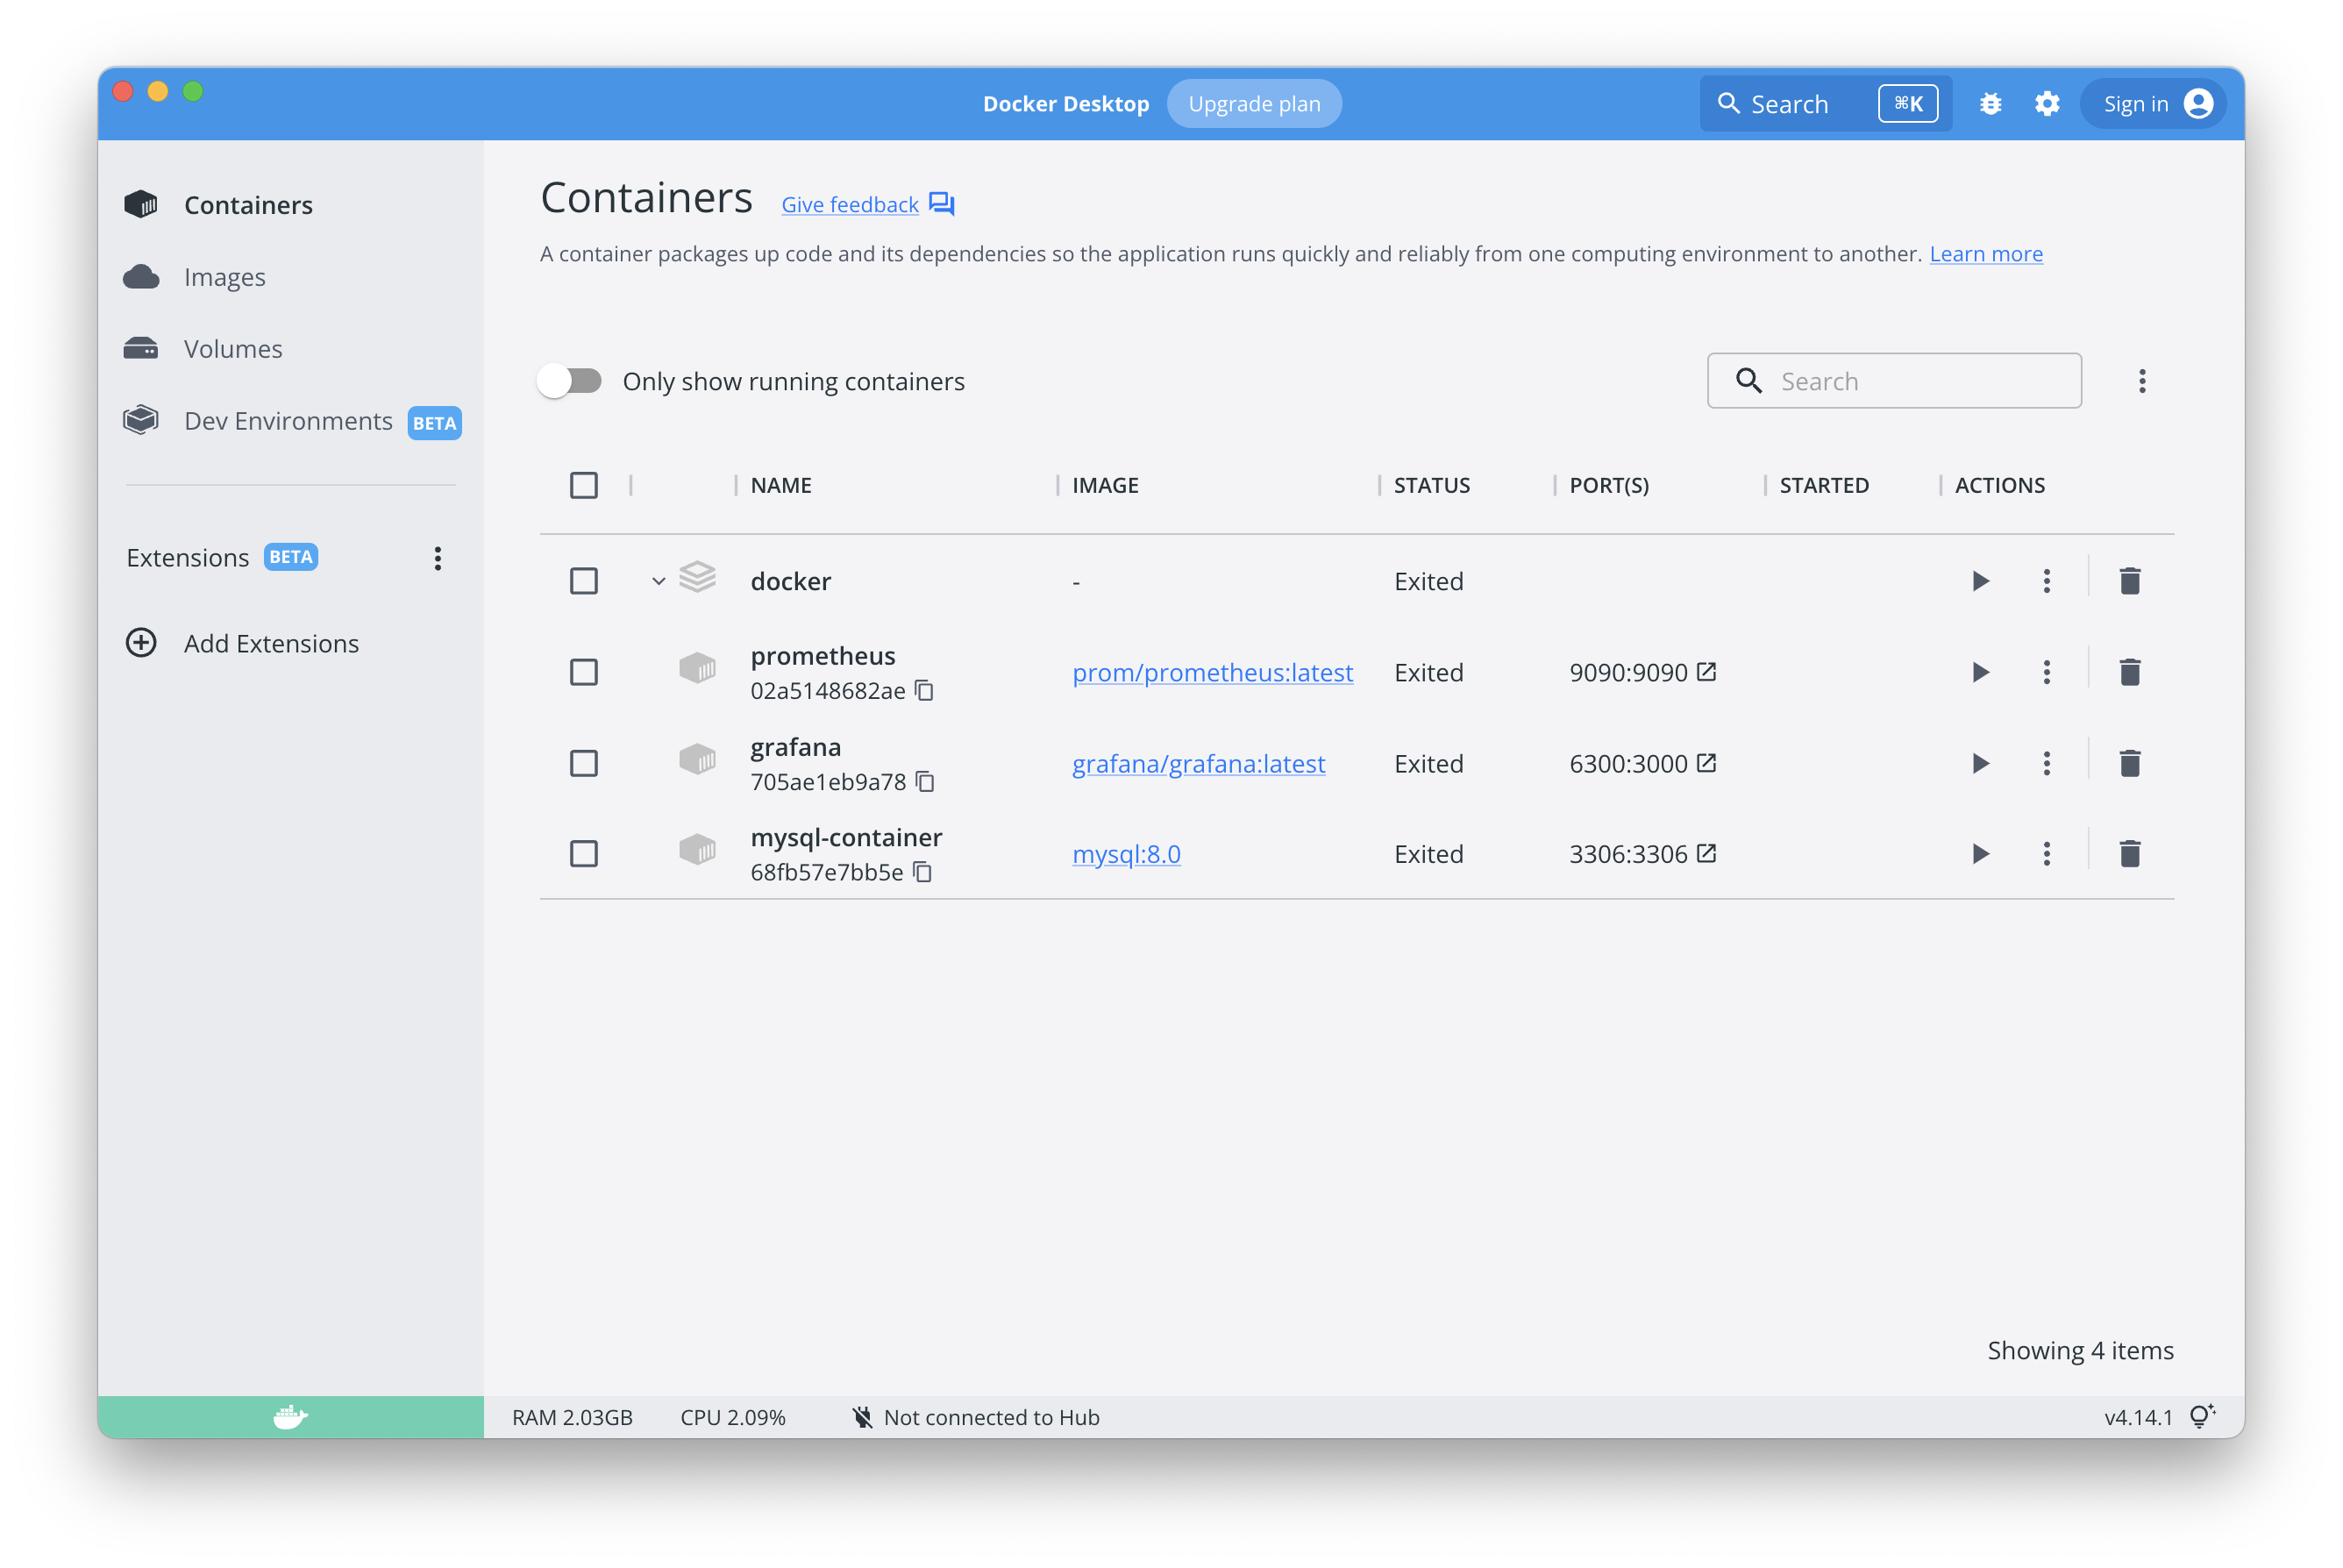 Docker Desktop Upgrade plan Search ⌘K Sign in
Containers
Images
Volumes
Dev Environments BETA
Extensions BETA
Add Extensions
Containers Give feedback
A container packages up code and its dependencies so the application runs quickly and reliably from one computing environment to another. Learn more
Only show running containers Search
NAME IMAGE STATUS PORT(S) STARTED ACTIONS
docker - Exited
prometheus
02a5148682ae prom/prometheus:latest Exited 9090:9090
grafana
705ae1eb9a78 grafana/grafana:latest Exited 6300:3000
mysql-container
68fb57e7bb5e mysql:8.0 Exited 3306:3306
Showing 4 items
RAM 2.03GB CPU 2.09% Not connected to Hub v4.14.1